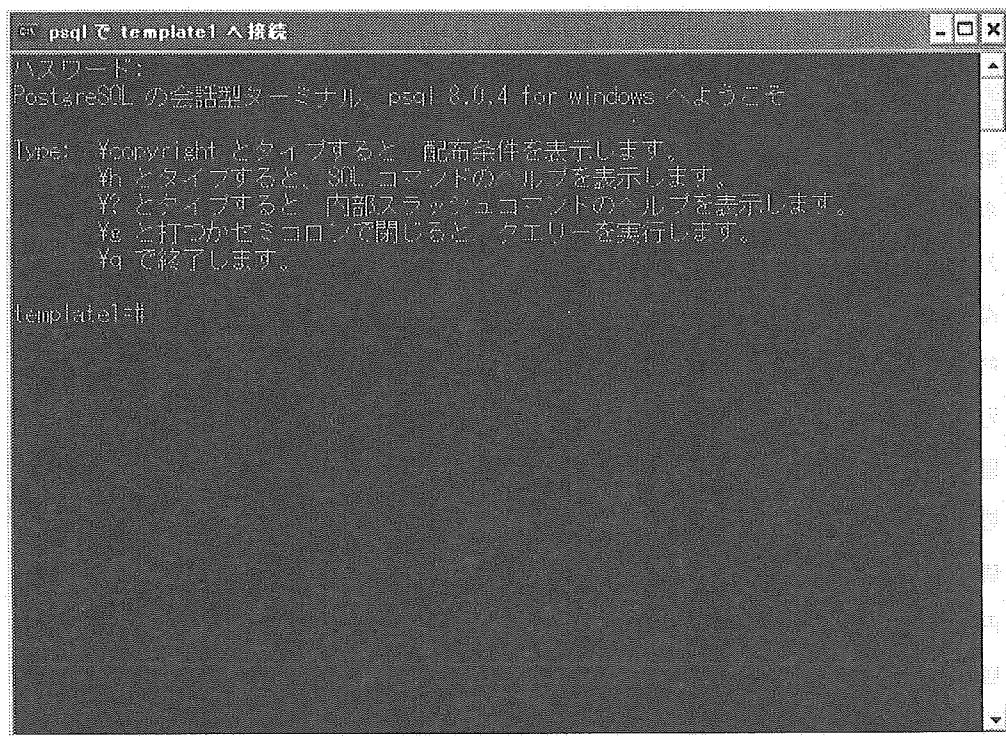 psql で template1 へ接続
パスワード:
PostgreSQL の会話型ターミナル、psql 8.0.4 for windows へようこそ
Type: ¥copyright とタイプすると 配布条件を表示します。
¥h とタイプすると、SQL コマンドのヘルプを表示します。
¥? とタイプすると 内部スラッシュコマンドのヘルプを表示します。
¥g と打つかセミコロンで閉じると クエリーを実行します。
¥q で終了します。
template1=#